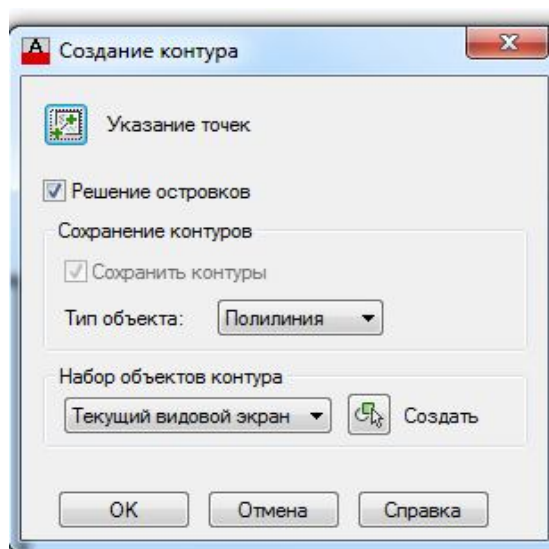 Создание контура
Указание точек
Решение островков
Сохранение контуров
Сохранить контуры
Тип объекта: Полилиния
Набор объектов контура
Текущий видовой экран Создать
OK Отмена Справка